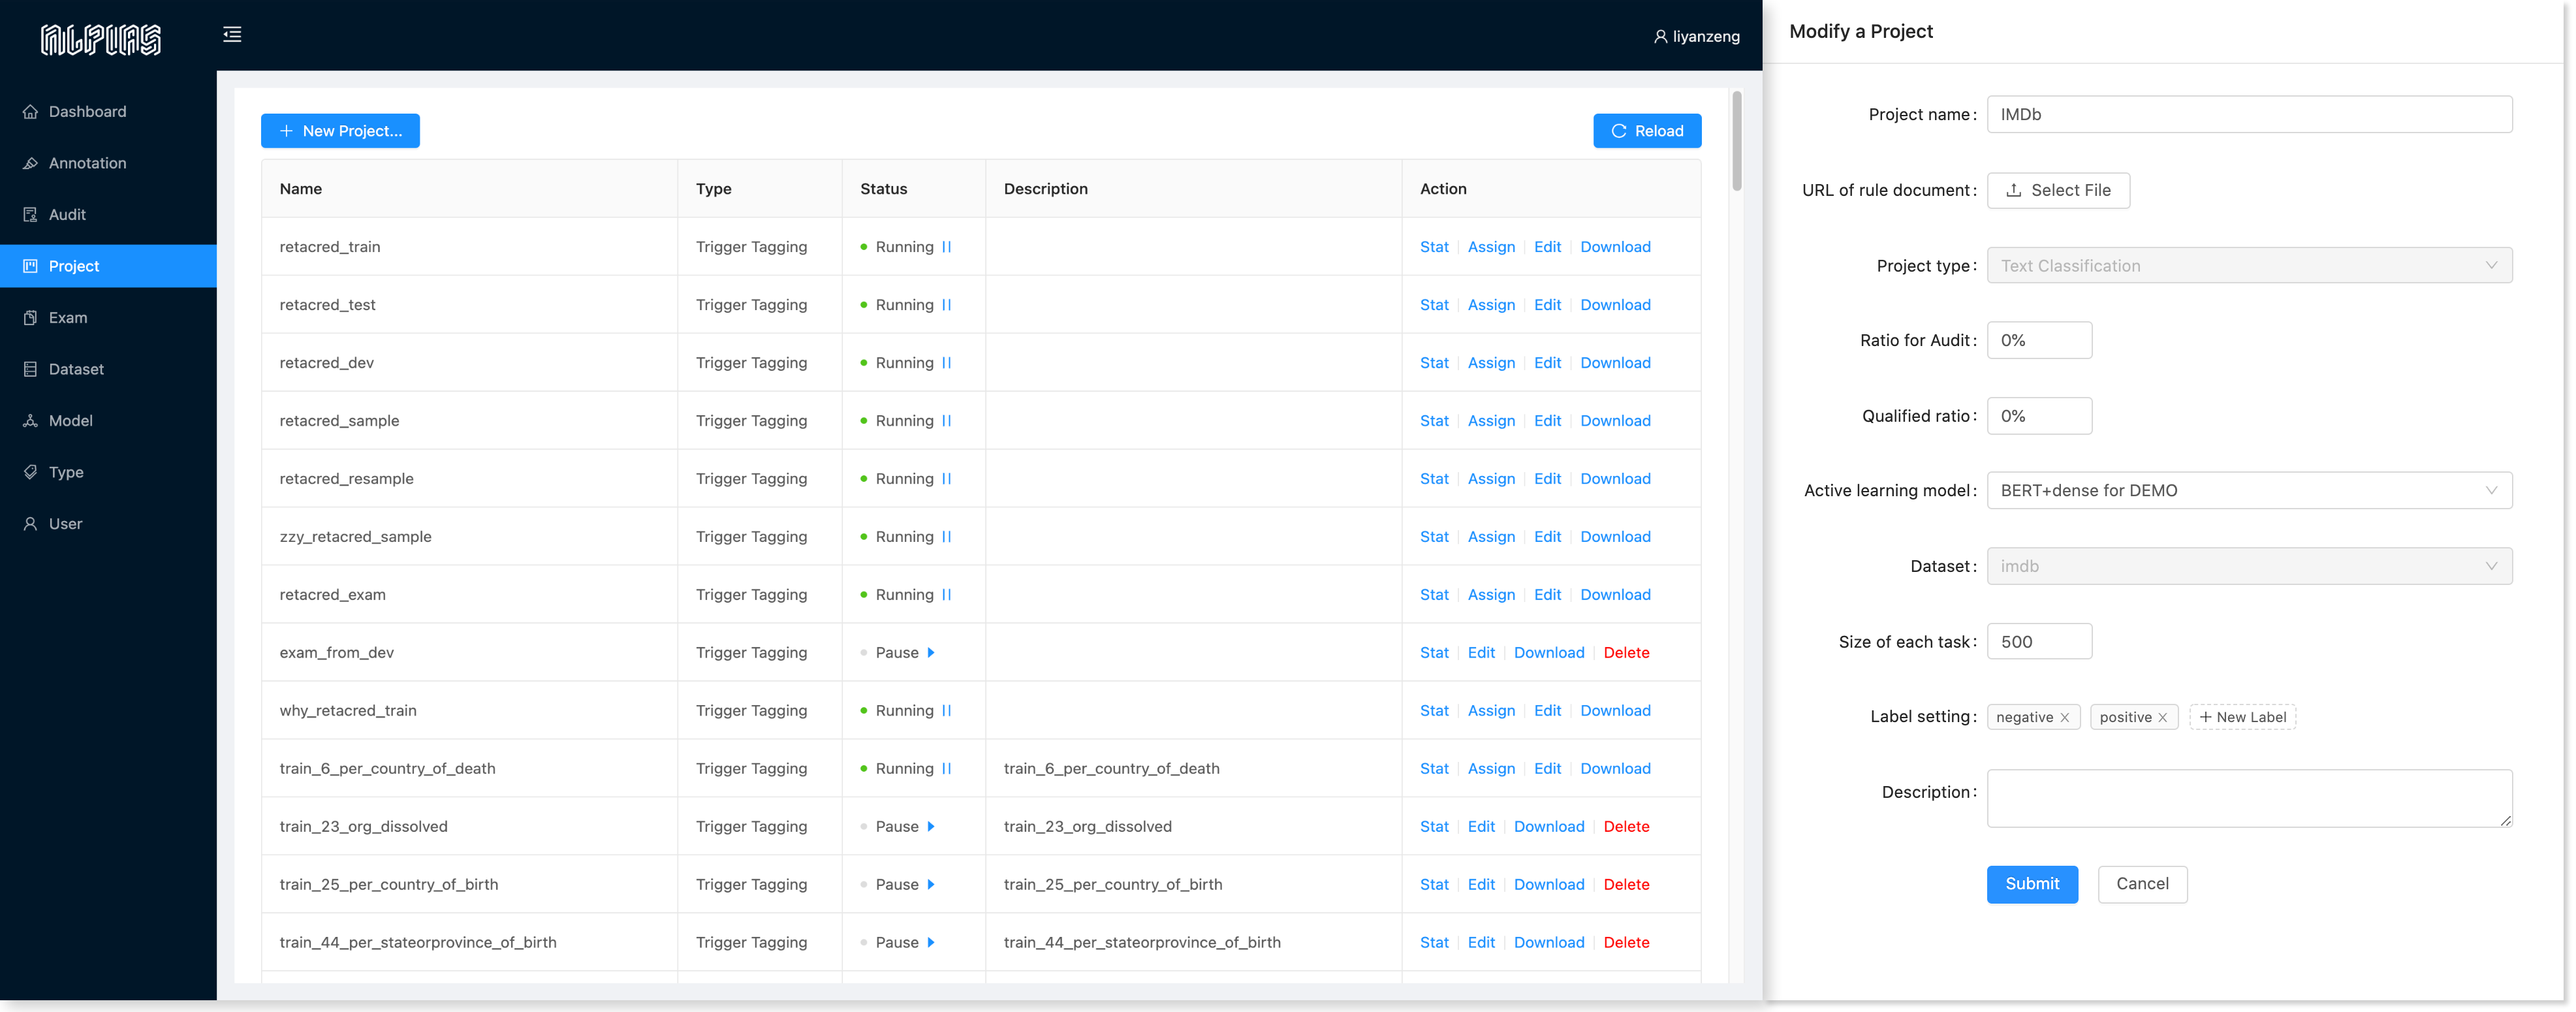 ALPIAS
liyanzeng
Dashboard
Annotation
Audit
Project
Exam
Dataset
Model
Type
User
+ New Project...
Reload
Name Type Status Description Action
retacred_train Trigger Tagging Running Stat Assign Edit Download
retacred_test Trigger Tagging Running Stat Assign Edit Download
retacred_dev Trigger Tagging Running Stat Assign Edit Download
retacred_sample Trigger Tagging Running Stat Assign Edit Download
retacred_resample Trigger Tagging Running Stat Assign Edit Download
zzy_retacred_sample Trigger Tagging Running Stat Assign Edit Download
retacred_exam Trigger Tagging Running Stat Assign Edit Download
exam_from_dev Trigger Tagging Pause Stat Edit Download Delete
why_retacred_train Trigger Tagging Running Stat Assign Edit Download
train_6_per_country_of_death Trigger Tagging Running train_6_per_country_of_death Stat Assign Edit Download
train_23_org_dissolved Trigger Tagging Pause train_23_org_dissolved Stat Edit Download Delete
train_25_per_country_of_birth Trigger Tagging Pause train_25_per_country_of_birth Stat Edit Download Delete
train_44_per_stateorprovince_of_birth Trigger Tagging Pause train_44_per_stateorprovince_of_birth Stat Edit Download Delete
Modify a Project
Project name: IMDb
URL of rule document: Select File
Project type: Text Classification
Ratio for Audit: 0%
Qualified ratio: 0%
Active learning model: BERT+dense for DEMO
Dataset: imdb
Size of each task: 500
Label setting: negative × positive × + New Label
Description:
Submit Cancel